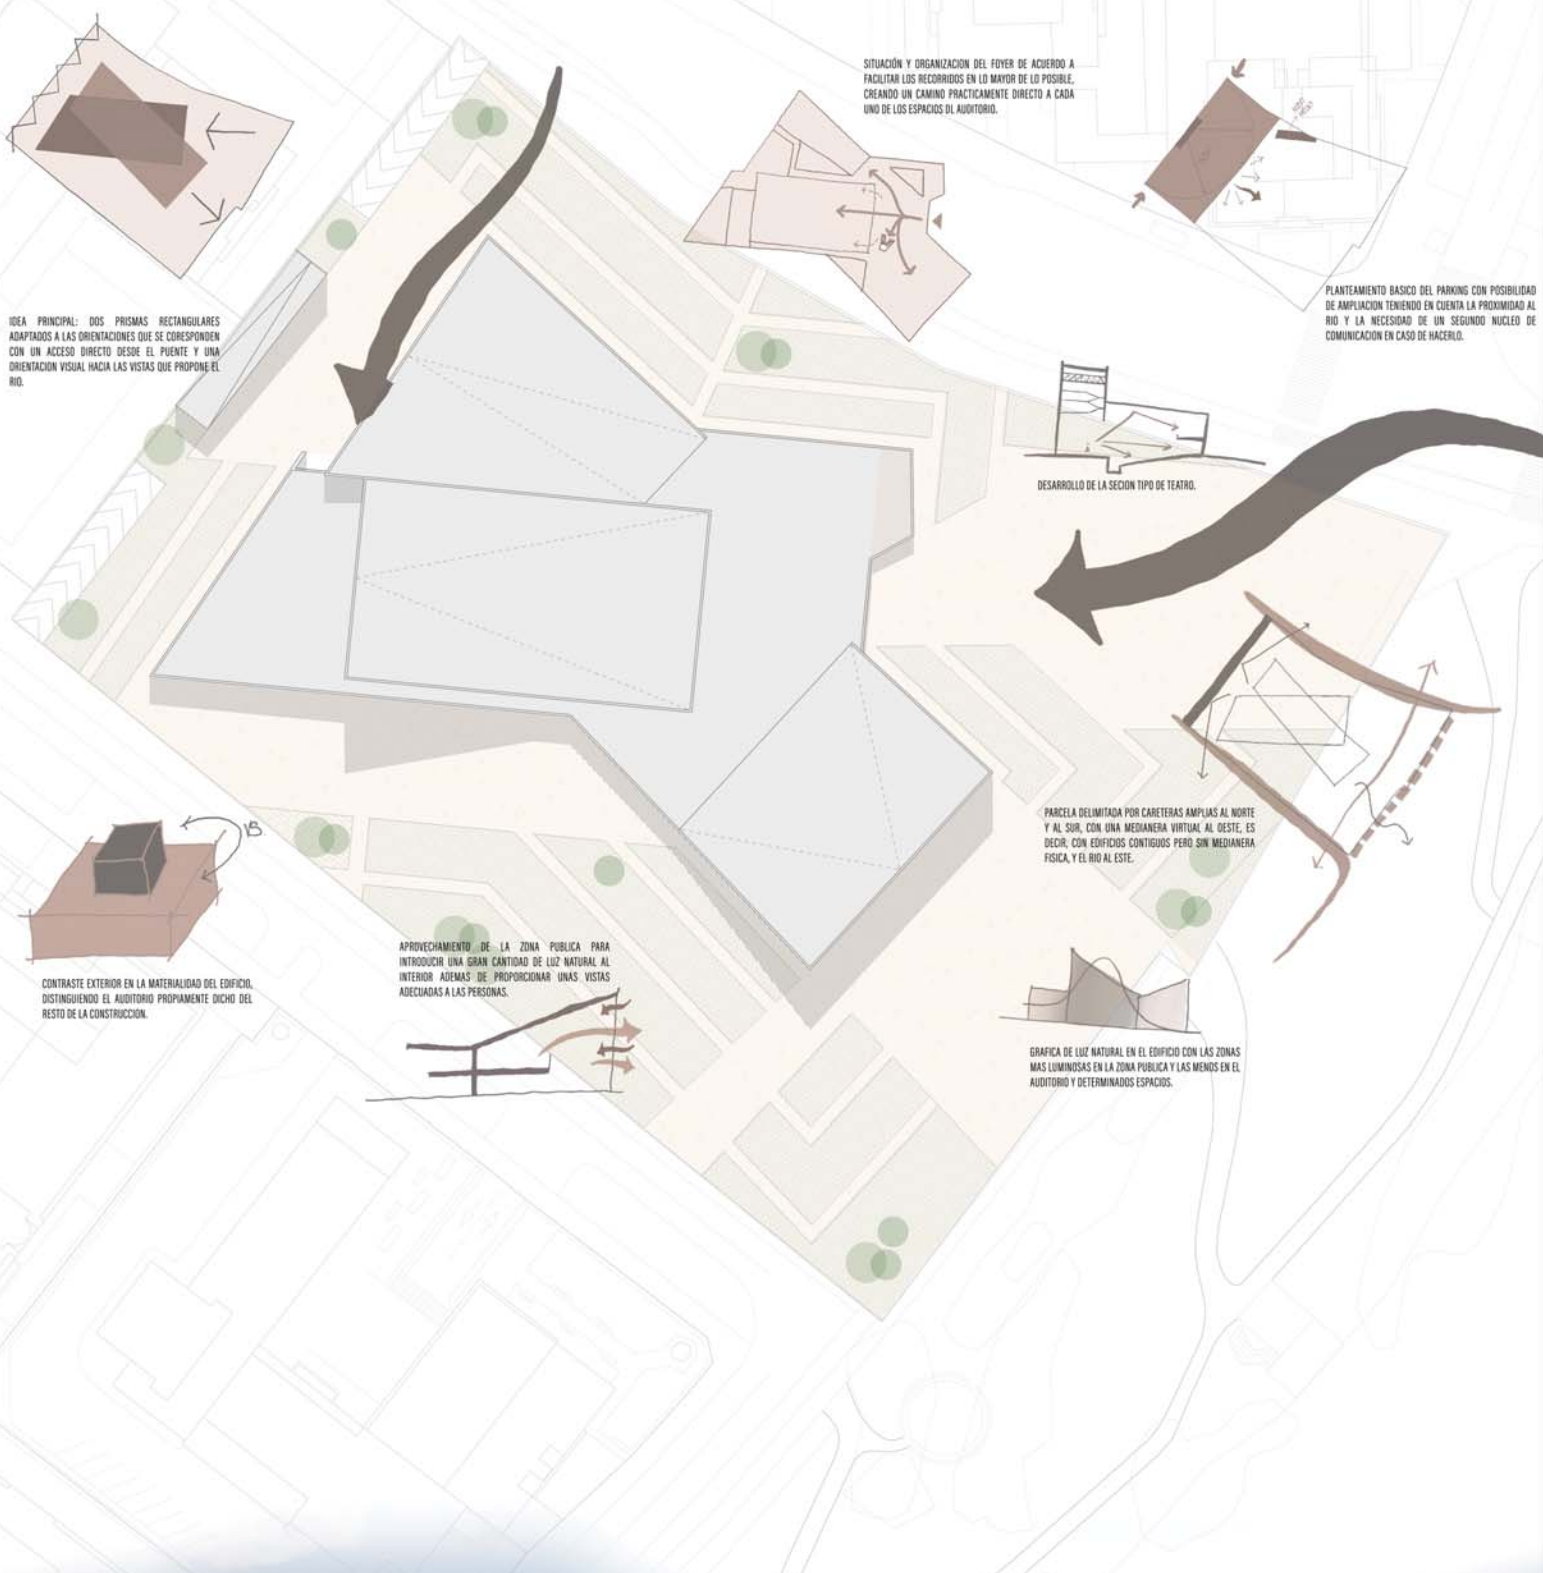 SITUACIÓN Y ORGANIZACION DEL FOYER DE ACUERDO A
FACILITAR LOS RECORRIDOS EN LO MAYOR DE LO POSIBLE,
CREANDO UN CAMINO PRACTICAMENTE DIRECTO A CADA
UNO DE LOS ESPACIOS DL AUDITORIO.
PLANTEAMIENTO BASICO DEL PARKING CON POSIBILIDAD
DE AMPLIACION TENIENDO EN CUENTA LA PROXIMIDAD AL
RIO Y LA NECESIDAD DE UN SEGUNDO NUCLEO DE
COMUNICACION EN CASO DE HACERLO.
IDEA PRINCIPAL: DOS PRISMAS RECTANGULARES
ADAPTADOS A LAS ORIENTACIONES QUE SE CORESPONDEN
CON UN ACCESO DIRECTO DESDE EL PUENTE Y UNA
ORIENTACION VISUAL HACIA LAS VISTAS QUE PROPONE EL
RIO.
DESARROLLO DE LA SECION TIPO DE TEATRO.
PARCELA DELIMITADA POR CARETERAS AMPLIAS AL NORTE
Y AL SUR, CON UNA MEDIANERA VIRTUAL AL OESTE, ES
DECIR, CON EDIFICIOS CONTIGUOS PERO SIN MEDIANERA
FISICA, Y EL RIO AL ESTE.
VS
CONTRASTE EXTERIOR EN LA MATERIALIDAD DEL EDIFICIO,
DISTINGUIENDO EL AUDITORIO PROPIAMENTE DICHO DEL
RESTO DE LA CONSTRUCCION.
APROVECHAMIENTO DE LA ZONA PUBLICA PARA
INTRODUCIR UNA GRAN CANTIDAD DE LUZ NATURAL AL
INTERIOR ADEMAS DE PROPORCIONAR UNAS VISTAS
ADECUADAS A LAS PERSONAS.
GRAFICA DE LUZ NATURAL EN EL EDIFICIO CON LAS ZONAS
MAS LUMINOSAS EN LA ZONA PUBLICA Y LAS MENOS EN EL
AUDITORIO Y DETERMINADOS ESPACIOS.